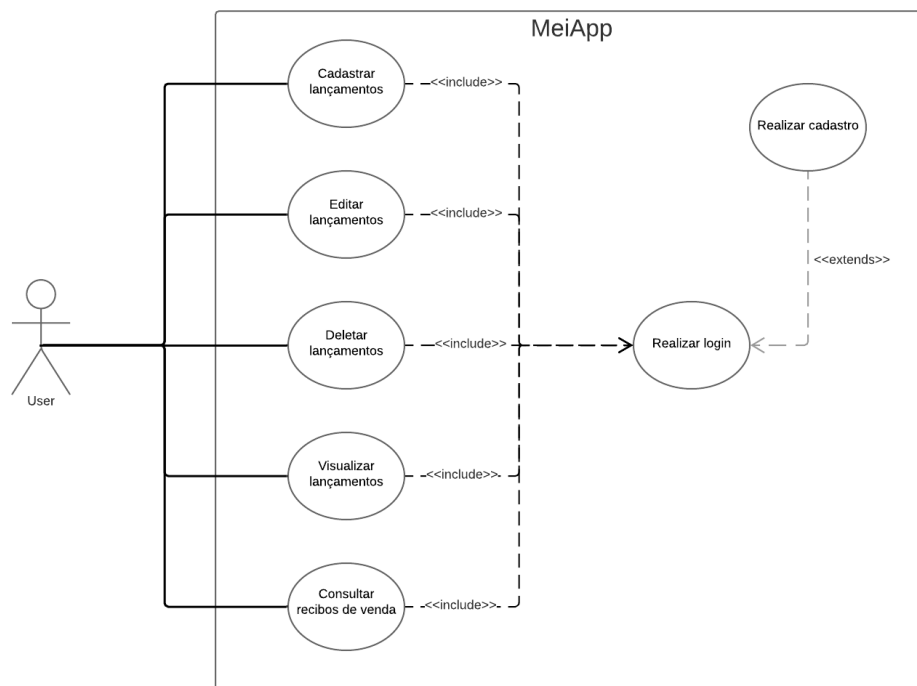 MeiApp
Cadastrar
lançamentos
<<include>>
Realizar cadastro
Editar
lançamentos
<<include>>
<<extends>>
Deletar
lançamentos
<<include>>
Realizar login
User
Visualizar
lançamentos
<<include>>
Consultar
recibos de venda
<<include>>